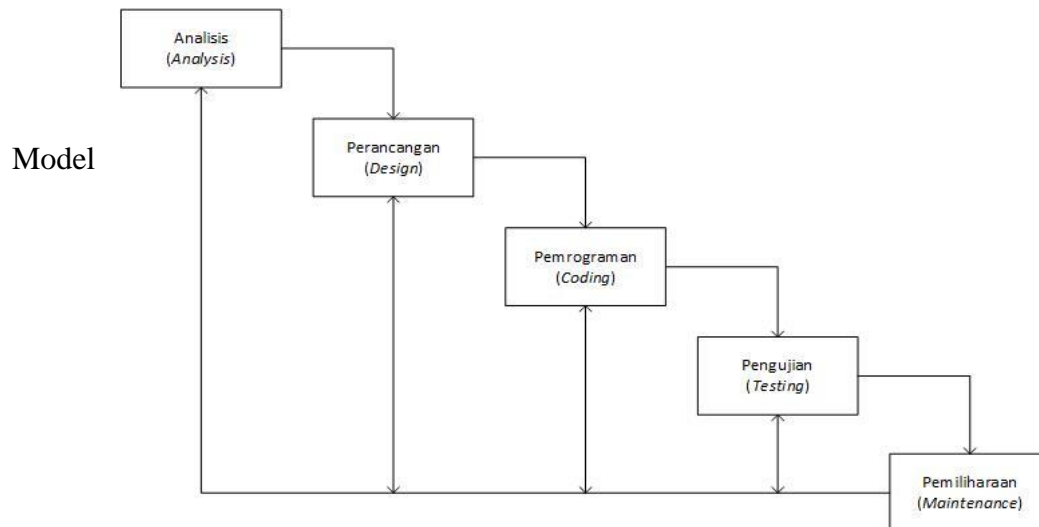 Analisis
(Analysis)
Model
Perancangan
(Design)
Pemrograman
(Coding)
Pengujian
(Testing)
Pemiliharaan
(Maintenance)